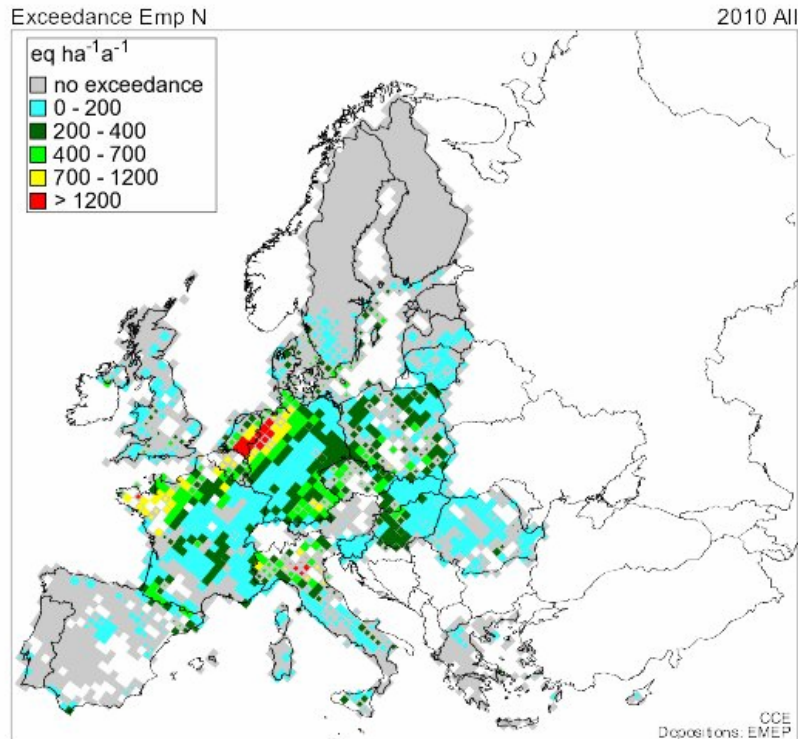 Exceedance Emp N 2010 All
eq ha⁻¹a⁻¹
no exceedance
0 - 200
200 - 400
400 - 700
700 - 1200
> 1200
CCE
Depositions: EMEP